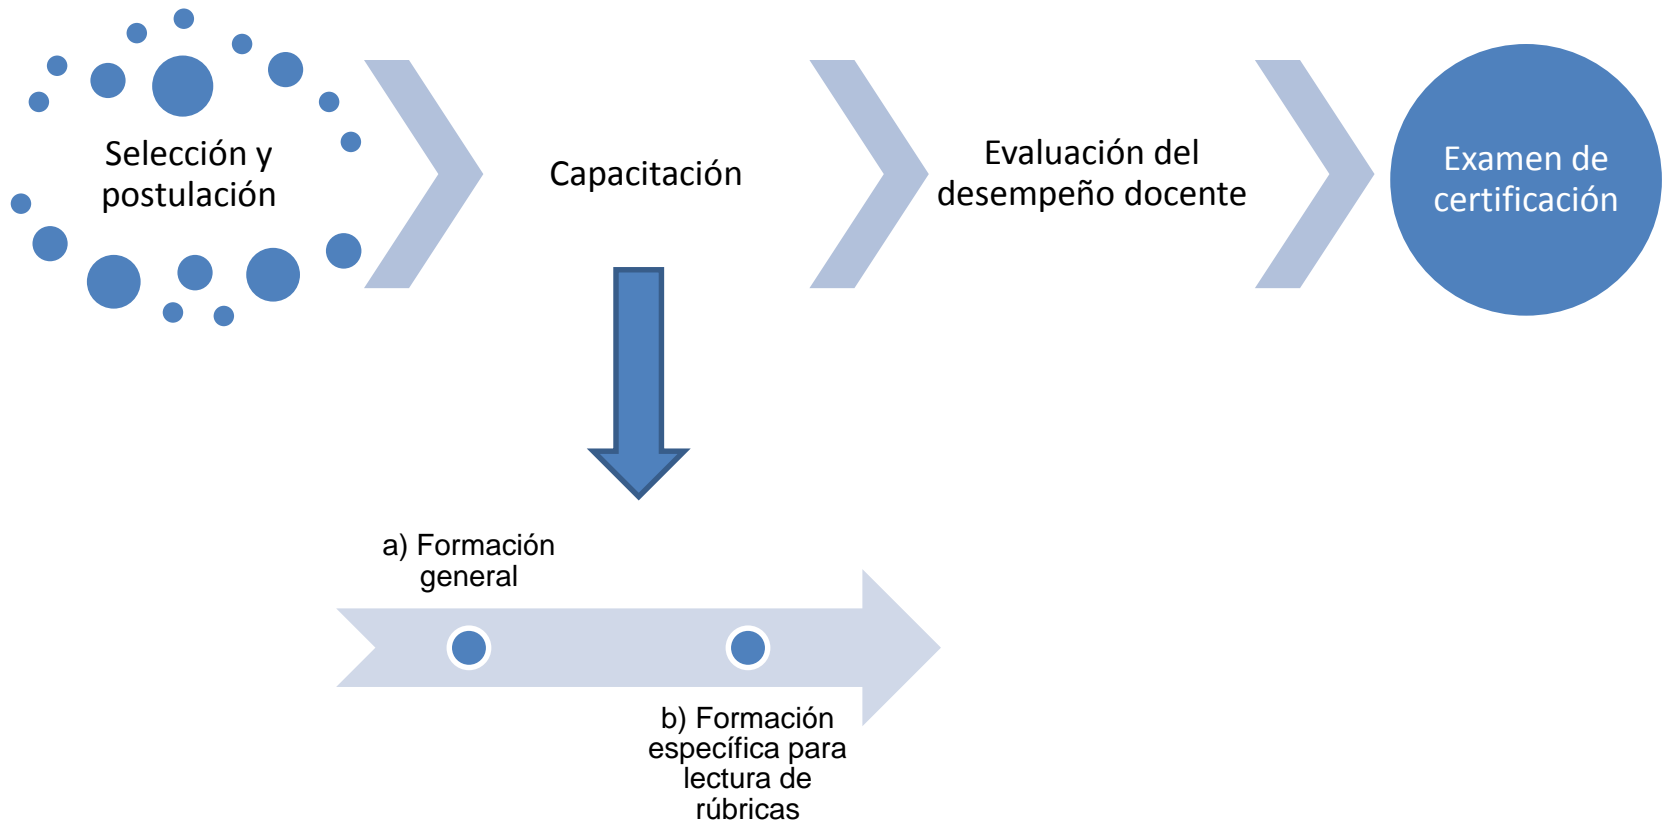 Selección y
postulación
Capacitación
Evaluación del
desempeño docente
Examen de
certificación
a) Formación
general
b) Formación
específica para
lectura de
rúbricas